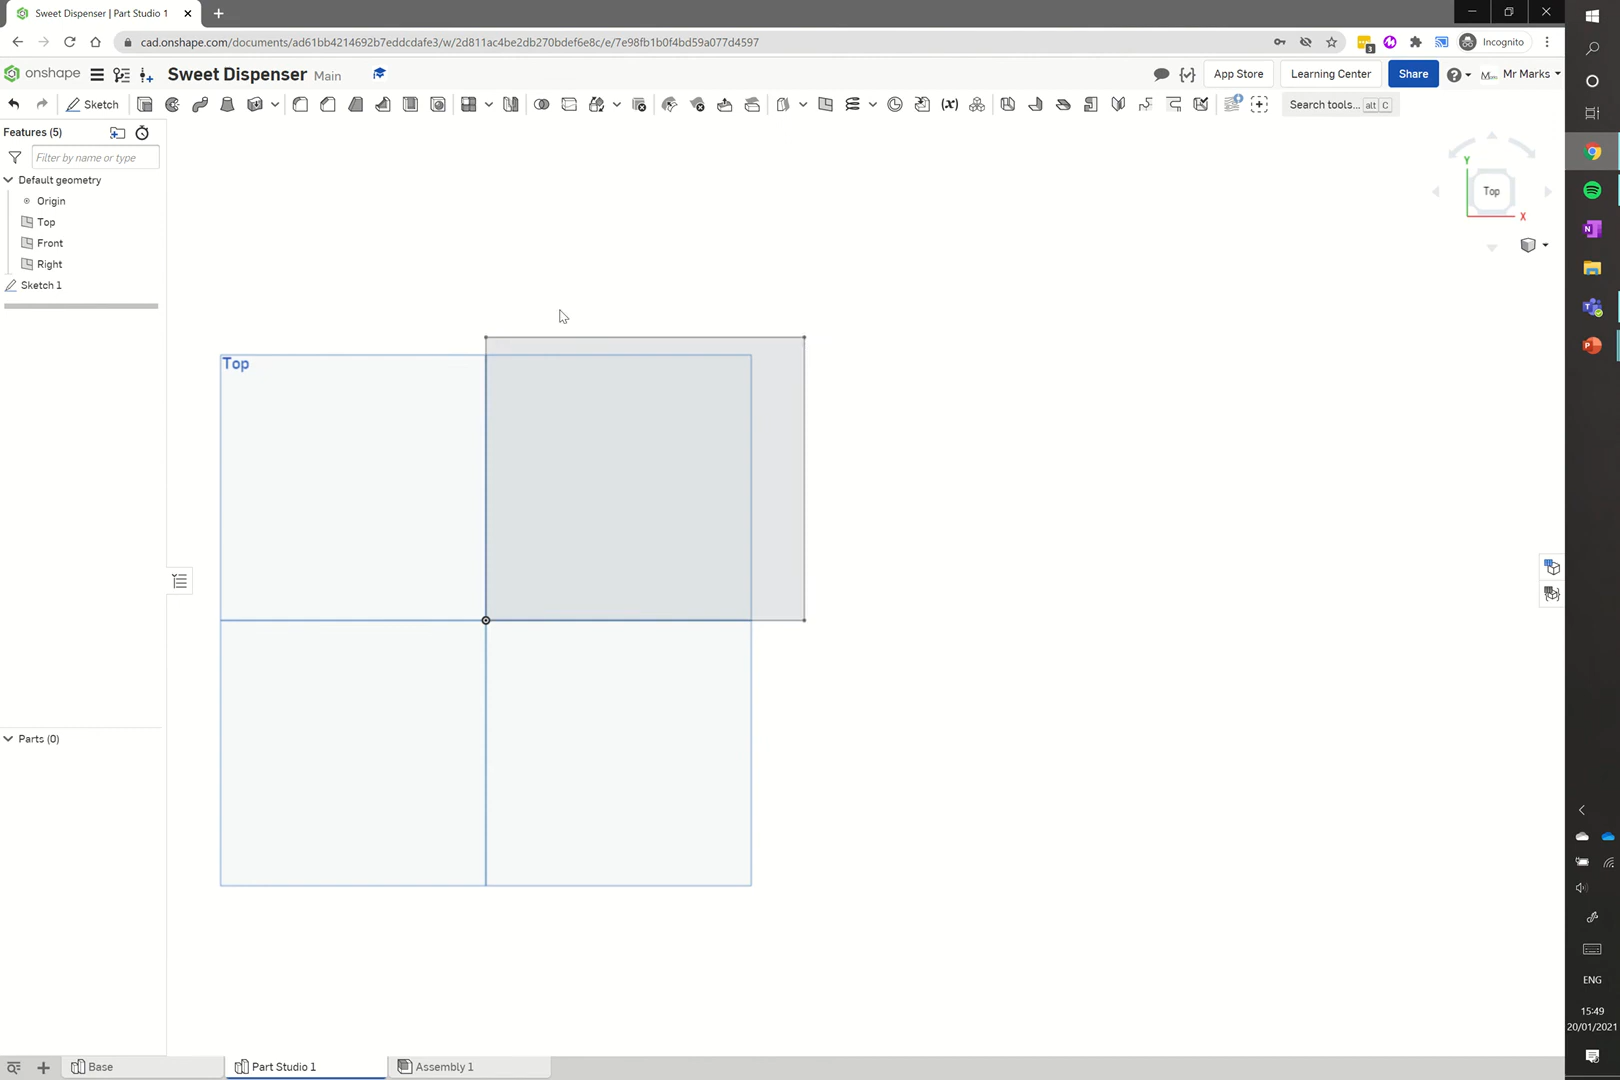 Sweet Dispenser | Part Studio 1
cad.onshape.com/documents/ad61bb4214692b7eddcdafe3/w/2d811ac4be2db270bdef6e8c/e/7e98fb1b0f4bd59a077d4597
3
Incognito
onshape
Sweet Dispenser Main
App Store
Learning Center
Share
Mr Marks
Sketch
(x)
Search tools... alt C
Features (5)
Filter by name or type
Default geometry
Origin
Top
Front
Right
Sketch 1
Y
Top
X
Top
Parts (0)
ENG
15:49
20/01/2021
Base
Part Studio 1
Assembly 1